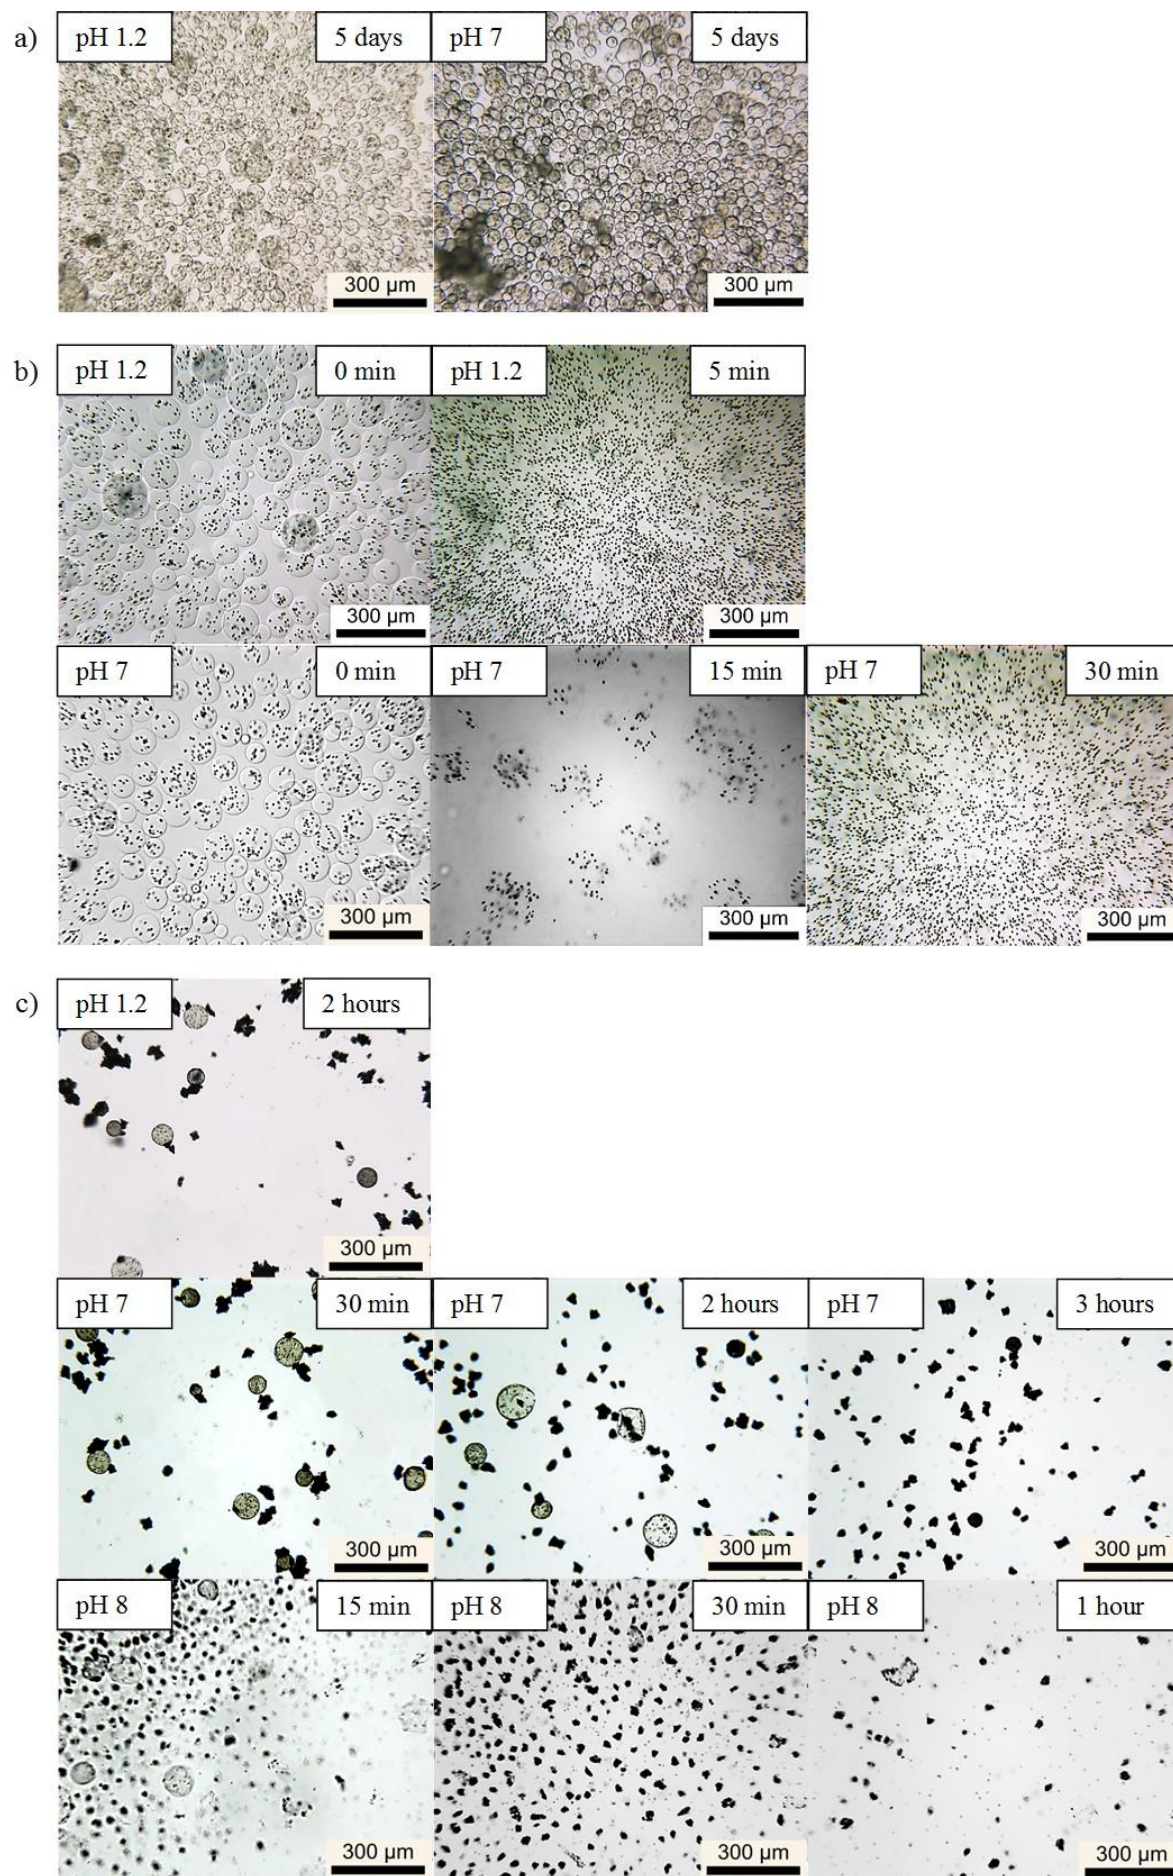 a) pH 1.2 5 days pH 7 5 days
300 µm 300 µm
b) pH 1.2 0 min pH 1.2 5 min
300 µm 300 µm
pH 7 0 min pH 7 15 min pH 7 30 min
300 µm 300 µm 300 µm
c) pH 1.2 2 hours
300 µm
pH 7 30 min pH 7 2 hours pH 7 3 hours
300 µm 300 µm 300 µm
pH 8 15 min pH 8 30 min pH 8 1 hour
300 µm 300 µm 300 µm